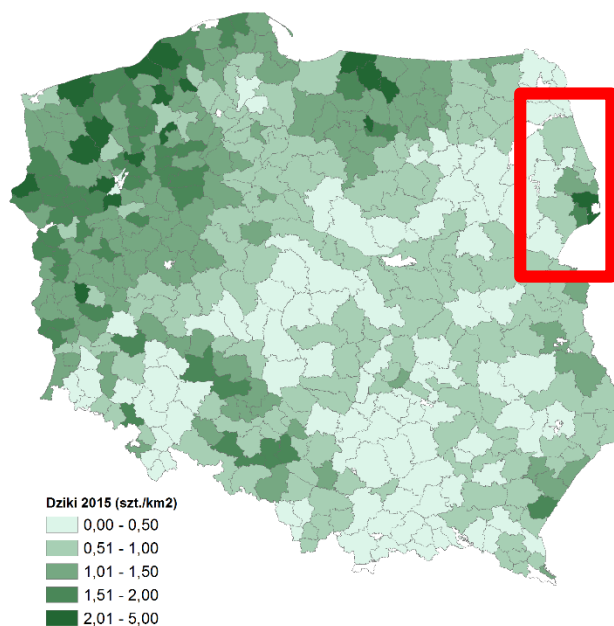 Dziki 2015 (szt./km2)
0,00 - 0,50
0,51 - 1,00
1,01 - 1,50
1,51 - 2,00
2,01 - 5,00